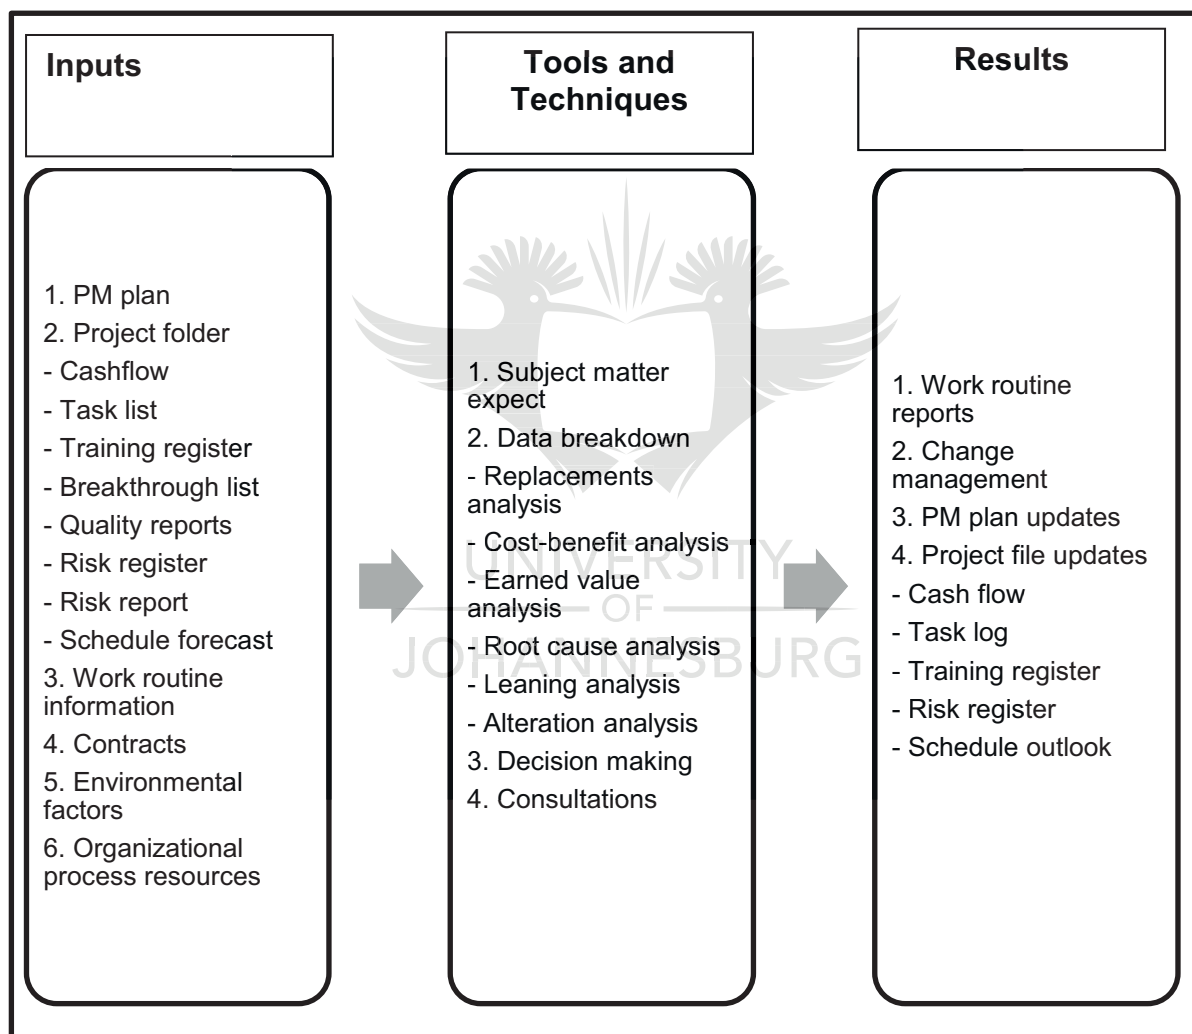 Inputs
1. PM plan
2. Project folder
- Cashflow
- Task list
- Training register
- Breakthrough list
- Quality reports
- Risk register
- Risk report
- Schedule forecast
3. Work routine
information
4. Contracts
5. Environmental
factors
6. Organizational
process resources
Tools and
Techniques
1. Subject matter
expect
2. Data breakdown
- Replacements
analysis
- Cost-benefit analysis
- Earned value
analysis
- Root cause analysis
- Leaning analysis
- Alteration analysis
3. Decision making
4. Consultations
Results
1. Work routine
reports
2. Change
management
3. PM plan updates
4. Project file updates
- Cash flow
- Task log
- Training register
- Risk register
- Schedule outlook
UNIVERSITY
OF
JOHANNESBURG